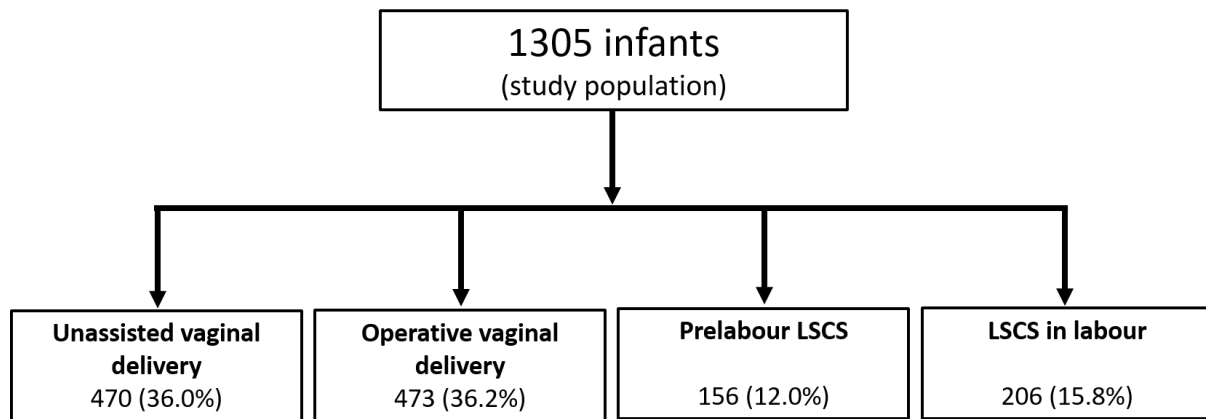 1305 infants
(study population)
Unassisted vaginal
delivery
470 (36.0%)
Operative vaginal
delivery
473 (36.2%)
Prelabour LSCS
156 (12.0%)
LSCS in labour
206 (15.8%)